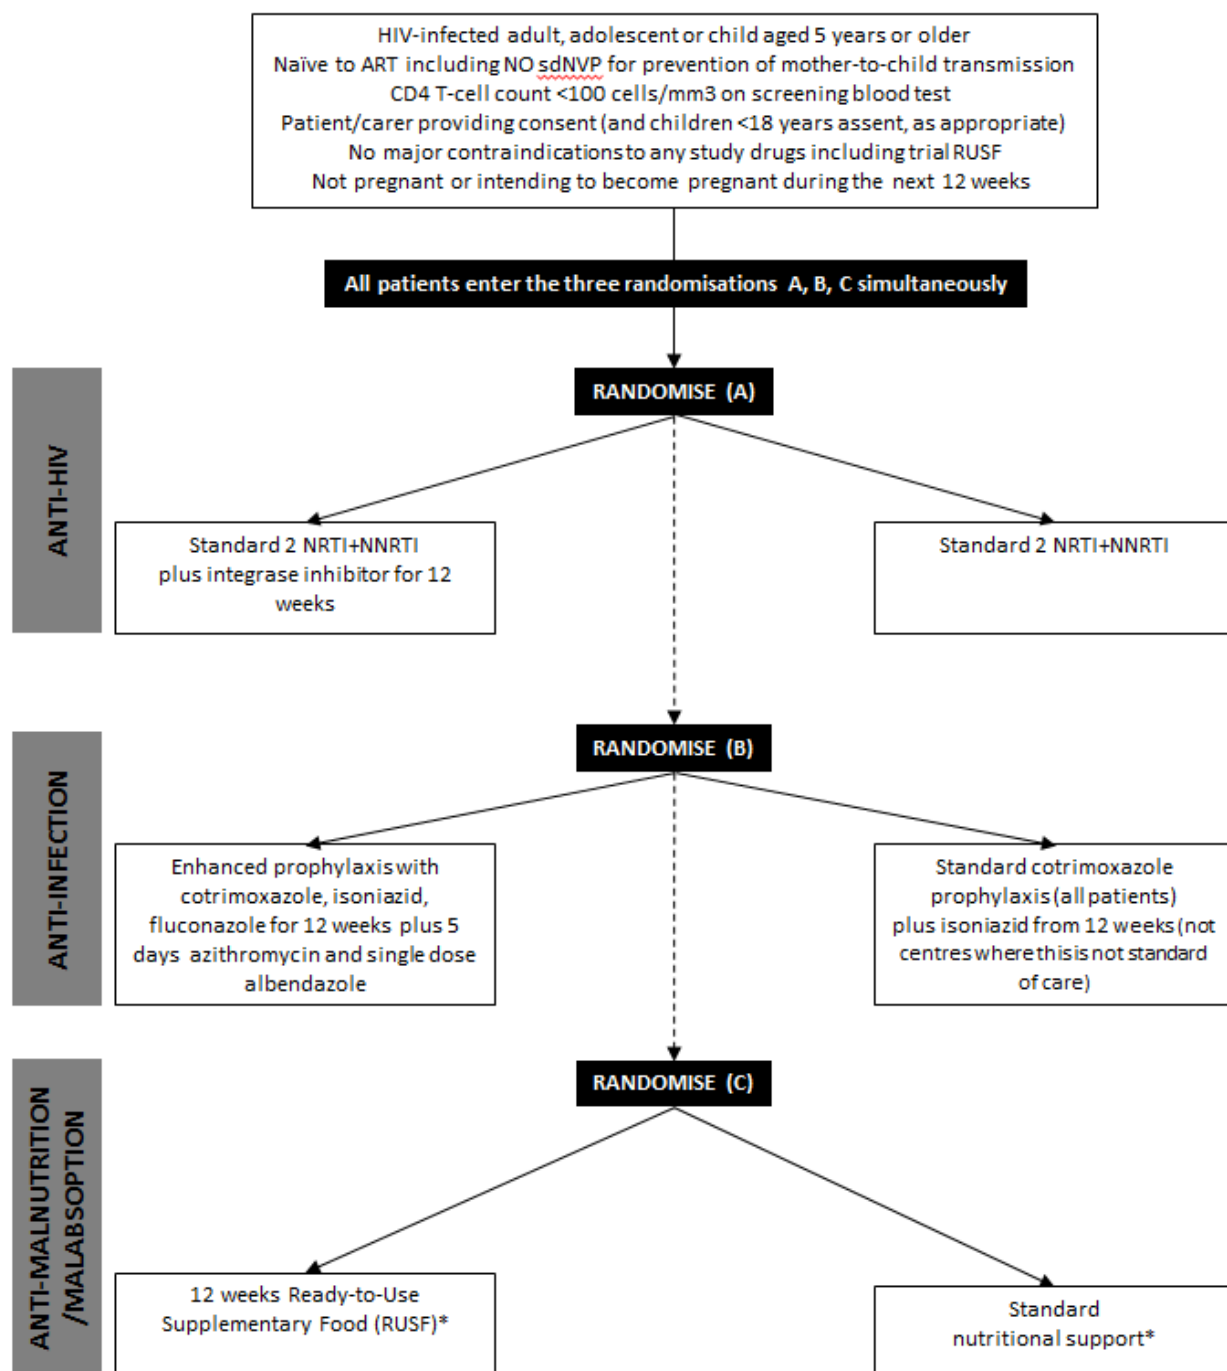 HIV-infected adult, adolescent or child aged 5 years or older
Naïve to ART including NO sdNVP for prevention of mother-to-child transmission
CD4 T-cell count <100 cells/mm3 on screening blood test
Patient/carer providing consent (and children <18 years assent, as appropriate)
No major contraindications to any study drugs including trial RUSF
Not pregnant or intending to become pregnant during the next 12 weeks
All patients enter the three randomisations A, B, C simultaneously
ANTI-HIV
RANDOMISE (A)
Standard 2 NRTI+NNRTI
plus integrase inhibitor for 12
weeks
Standard 2 NRTI+NNRTI
ANTI-INFECTION
RANDOMISE (B)
Enhanced prophylaxis with
cotrimoxazole, isoniazid,
fluconazole for 12 weeks plus 5
days azithromycin and single dose
albendazole
Standard cotrimoxazole
prophylaxis (all patients)
plus isoniazid from 12 weeks (not
centres where this is not standard
of care)
ANTI-MALNUTRITION
/MALABSOPTION
RANDOMISE (C)
12 weeks Ready-to-Use
Supplementary Food (RUSF)*
Standard
nutritional support*